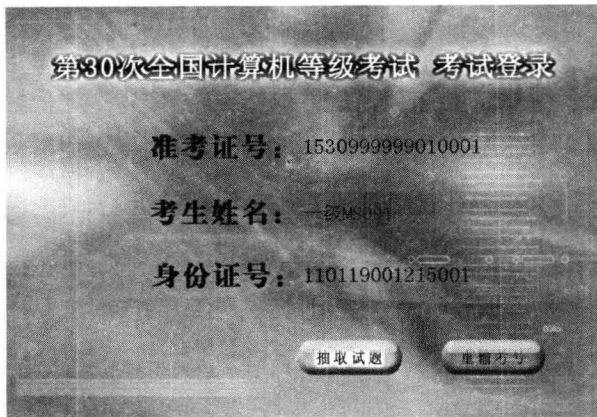 第30次全国计算机等级考试 考试登录
准考证号：1530999999010001
考生姓名：一级MS001
身份证号：110119001215001
抽取试题 重输考号